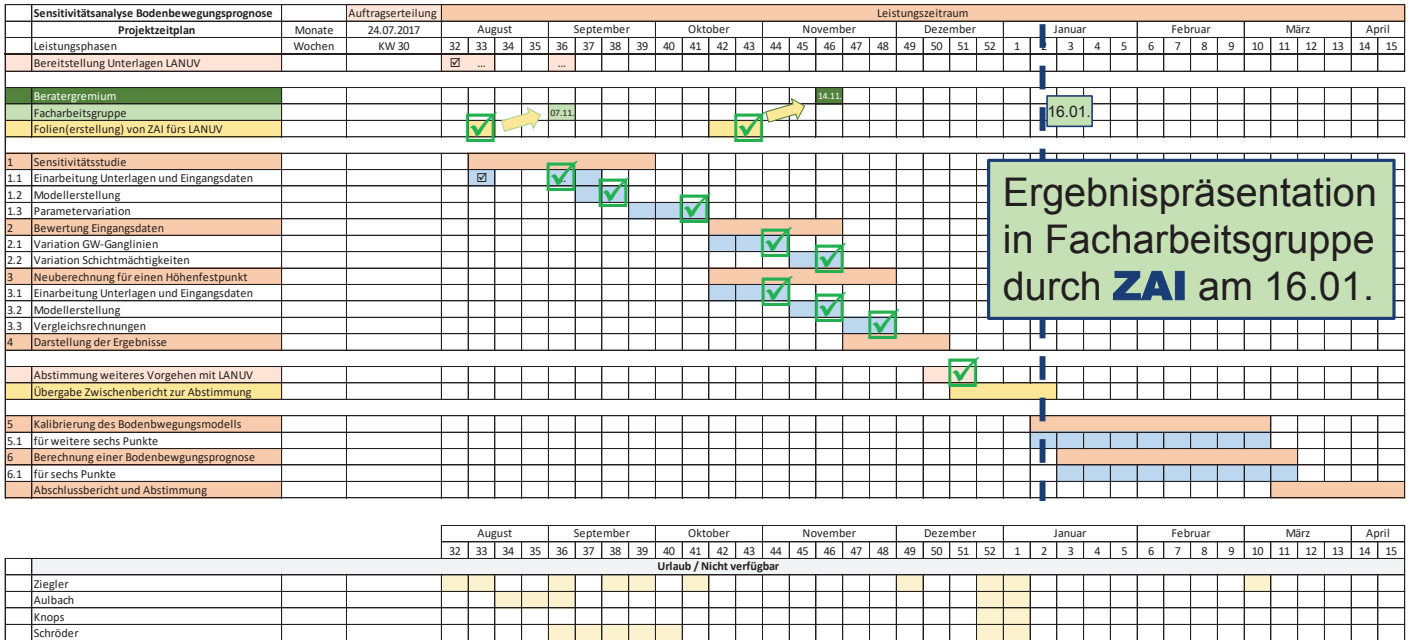 Sensitivitätsanalyse Bodenbewegungsprognose Auftragserteilung Leistungszeitraum
Projektzeitplan Monate 24.07.2017 August September Oktober November Dezember Januar Februar März April
Leistungsphasen Wochen KW 30 32 33 34 35 36 37 38 39 40 41 42 43 44 45 46 47 48 49 50 51 52 1 2 3 4 5 6 7 8 9 10 11 12 13 14 15
Bereitstellung Unterlagen LANUV ☑ ... ...
Beratergremium 14.11.
Facharbeitsgruppe 07.11. 16.01.
Folien(erstellung) von ZAI fürs LANUV
1 Sensitivitätsstudie
1.1 Einarbeitung Unterlagen und Eingangsdaten ☑
1.2 Modellerstellung
1.3 Parametervariation
2 Bewertung Eingangsdaten
2.1 Variation GW-Ganglinien
2.2 Variation Schichtmächtigkeiten
3 Neuberechnung für einen Höhenfestpunkt
3.1 Einarbeitung Unterlagen und Eingangsdaten
3.2 Modellerstellung
3.3 Vergleichsrechnungen
4 Darstellung der Ergebnisse
Ergebnispräsentation
in Facharbeitsgruppe
durch ZAI am 16.01.
Abstimmung weiteres Vorgehen mit LANUV
Übergabe Zwischenbericht zur Abstimmung
5 Kalibrierung des Bodenbwegungsmodells
5.1 für weitere sechs Punkte
6 Berechnung einer Bodenbewgungsprognose
6.1 für sechs Punkte
Abschlussbericht und Abstimmung
August September Oktober November Dezember Januar Februar März April
32 33 34 35 36 37 38 39 40 41 42 43 44 45 46 47 48 49 50 51 52 1 2 3 4 5 6 7 8 9 10 11 12 13 14 15
Urlaub / Nicht verfügbar
Ziegler
Aulbach
Knops
Schröder